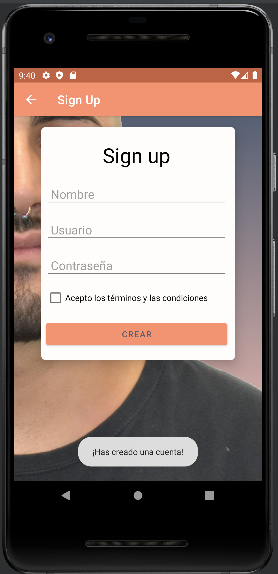 9:40
Sign Up
Sign up
Nombre
Usuario
Contraseña
Acepto los términos y las condiciones
CREAR
¡Has creado una cuenta!